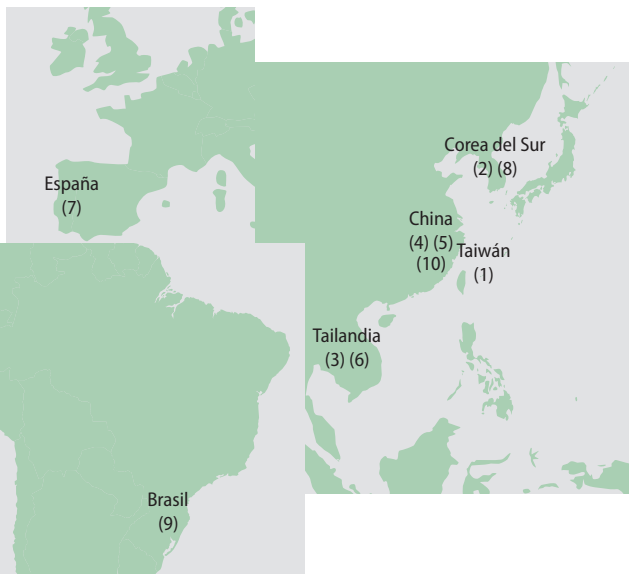 España
(7)
Corea del Sur
(2) (8)
China
(4) (5)
(10)
Taiwán
(1)
Tailandia
(3) (6)
Brasil
(9)